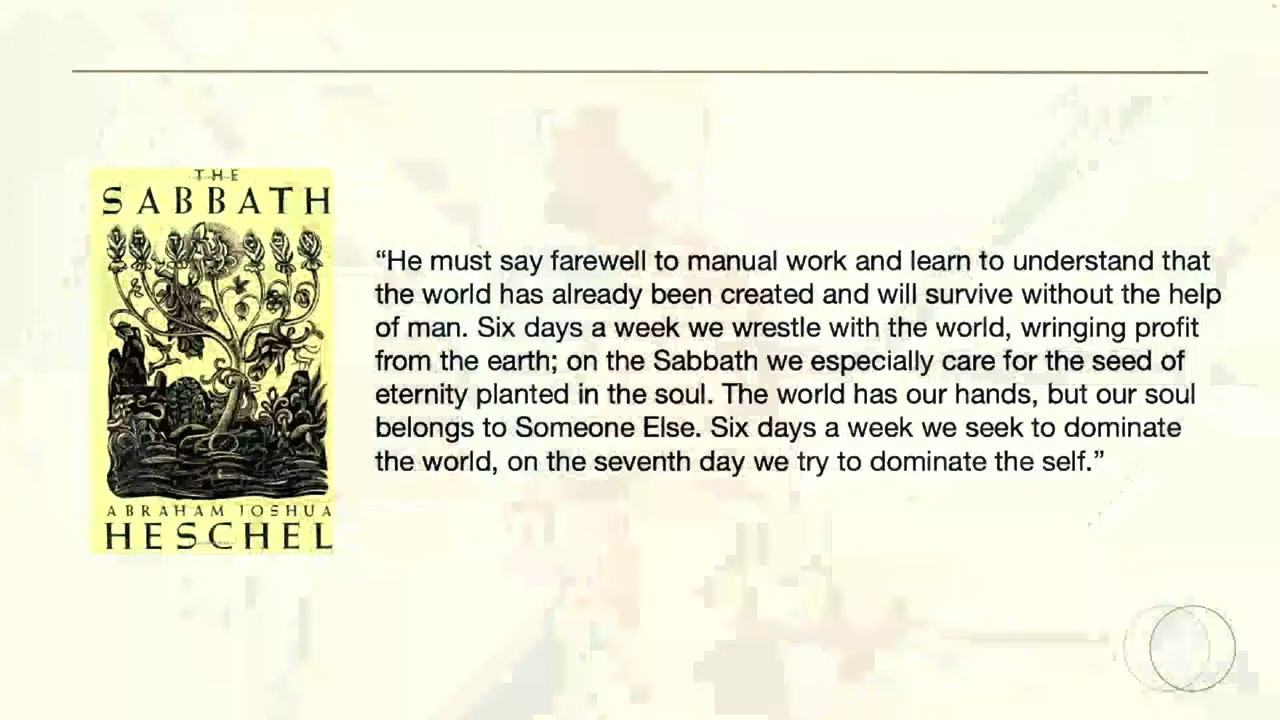 THE
SABBATH
ABRAHAM JOSHUA
HESCHEL
“He must say farewell to manual work and learn to understand that
the world has already been created and will survive without the help
of man. Six days a week we wrestle with the world, wringing profit
from the earth; on the Sabbath we especially care for the seed of
eternity planted in the soul. The world has our hands, but our soul
belongs to Someone Else. Six days a week we seek to dominate
the world, on the seventh day we try to dominate the self.”